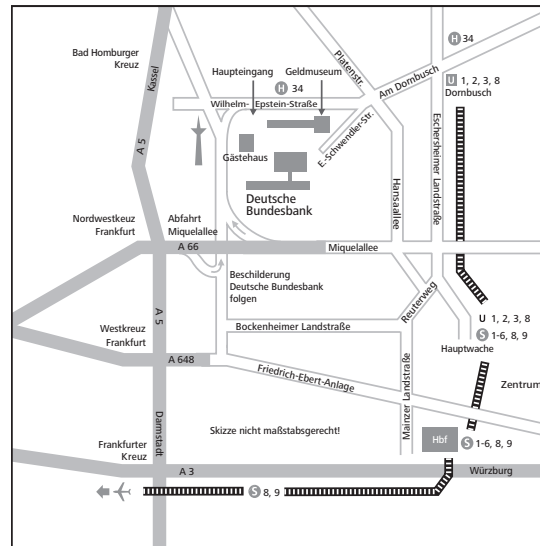 H 34
Bad Homburger
Kreuz
Kassel
Platenstr.
Am Dornbusch
Haupteingang
Geldmuseum
H 34
U 1, 2, 3, 8
Dornbusch
Wilhelm-
Epstein-Straße
E.-Schwendler-Str.
Eschersheimer Landstraße
A 5
Gästehaus
Hansaallee
Deutsche
Bundesbank
Nordwestkeuz
Frankfurt
Abfahrt
Miquelallee
A 66
Miquelallee
Beschilderung
Deutsche Bundesbank
folgen
Reuterweg
A 5
U 1, 2, 3, 8
S 1-6, 8, 9
Hauptwache
Westkreuz
Frankfurt
Bockenheimer Landstraße
A 648
Friedrich-Ebert-Anlage
Mainzer Landstraße
Zentrum
Darmstadt
Skizze nicht maßstabsgerecht!
Hbf
S 1-6, 8, 9
Frankfurter
Kreuz
A 3
Würzburg
S 8, 9